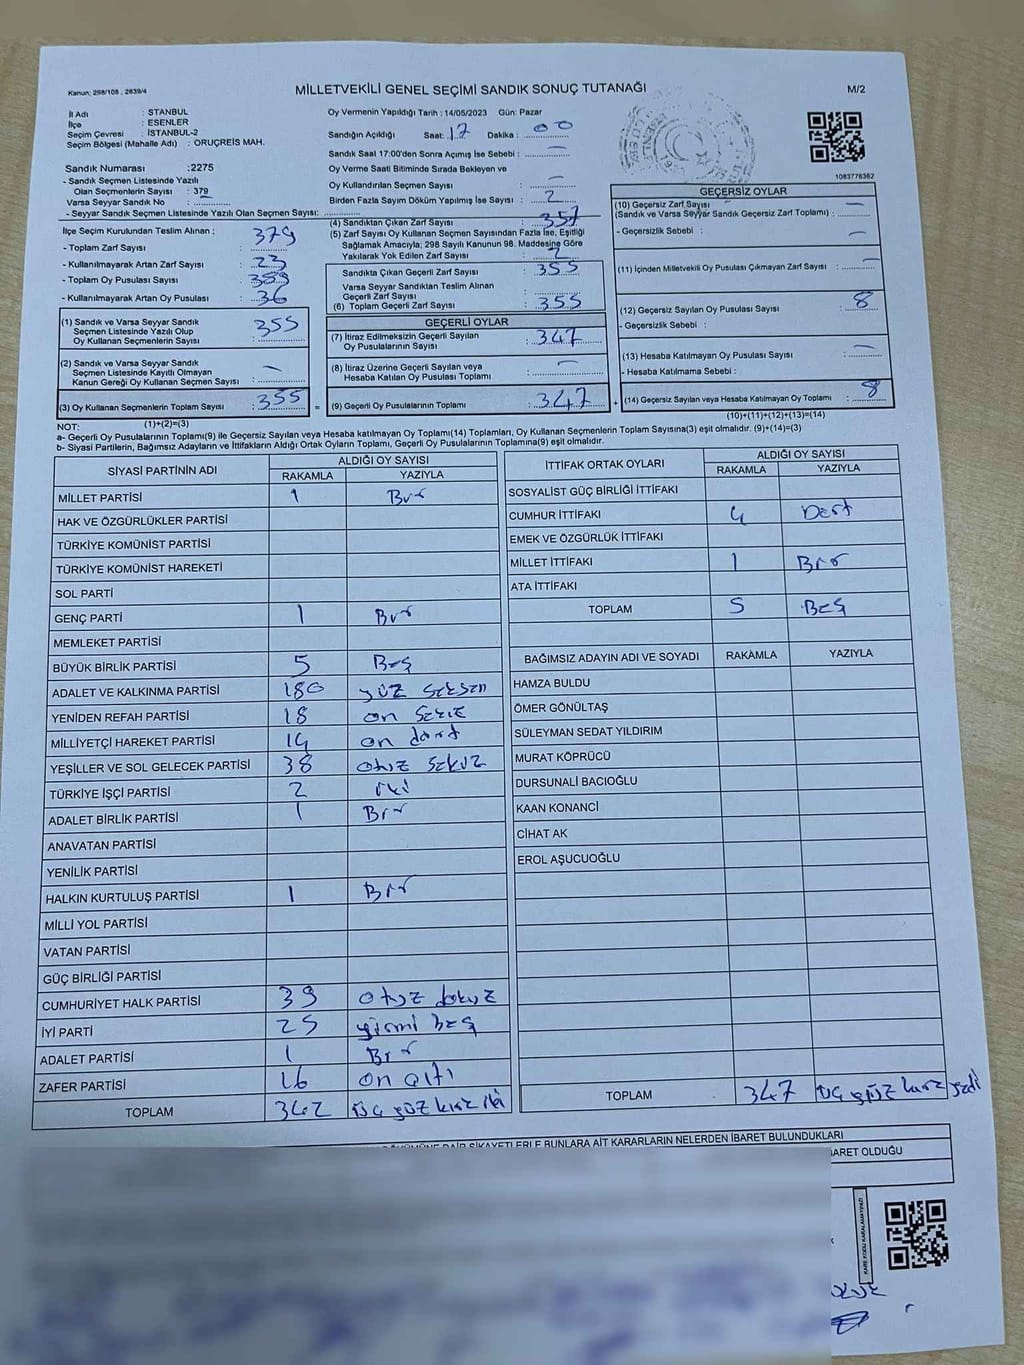 Kanun; 298/105 , 2839/4
MİLLETVEKİLİ GENEL SEÇİMİ SANDIK SONUÇ TUTANAĞI
M/2
İl Adı : STANBUL
İlçe : ESENLER
Seçim Çevresi : İSTANBUL-2
Seçim Bölgesi (Mahalle Adı) : ORUÇREİS MAH.
Sandık Numarası :2275
- Sandık Seçmen Listesinde Yazılı
Olan Seçmenlerin Sayısı : 379
Varsa Seyyar Sandık No :
- Seyyar Sandık Seçmen Listesinde Yazılı Olan Seçmen Sayısı:
Oy Vermenin Yapıldığı Tarih : 14/05/2023 Gün: Pazar
Sandığın Açıldığı Saat: 17 Dakika : 00
Sandık Saat 17:00'den Sonra Açımış İse Sebebi : —
Oy Verme Saati Bitiminde Sırada Bekleyen ve
Oy Kullandırılan Seçmen Sayısı : —
Birden Fazla Sayım Döküm Yapılmış İse Sayısı : 2
1083776362
İlçe Seçim Kurulundan Teslim Alınan ;
- Toplam Zarf Sayısı : 379
- Kullanılmayarak Artan Zarf Sayısı : 23
- Toplam Oy Pusulası Sayısı : 389
- Kullanılmayarak Artan Oy Pusulası : 36
(1) Sandık ve Varsa Seyyar Sandık
Seçmen Listesinde Yazılı Olup
Oy Kullanan Seçmenlerin Sayısı : 355
(2) Sandık ve Varsa Seyyar Sandık
Seçmen Listesinde Kayıtlı Olmayan
Kanun Gereği Oy Kullanan Seçmen Sayısı : —
(3) Oy Kullanan Seçmenlerin Toplam Sayısı : 355
(4) Sandıktan Çıkan Zarf Sayısı : 357
(5) Zarf Sayısı Oy Kullanan Seçmen Sayısından Fazla İse, Eşitliği
Sağlamak Amacıyla; 298 Sayılı Kanunun 98. Maddesine Göre
Yakılarak Yok Edilen Zarf Sayısı : 2
Sandıkta Çıkan Geçerli Zarf Sayısı : 355
Varsa Seyyar Sandıktan Teslim Alınan
Geçerli Zarf Sayısı :
(6) Toplam Geçerli Zarf Sayısı : 355
GEÇERLİ OYLAR
(7) İtiraz Edilmeksizin Geçerli Sayılan
Oy Pusulalarının Sayısı : 347
(8) İtiraz Üzerine Geçerli Sayılan veya
Hesaba Katılan Oy Pusulası Toplamı : —
= (9) Geçerli Oy Pusulalarının Toplamı : 347 +
GEÇERSİZ OYLAR
(10) Geçersiz Zarf Sayısı : —
(Sandık ve Varsa Seyyar Sandık Geçersiz Zarf Toplamı)
- Geçersizlik Sebebi : —
(11) İçinden Milletvekili Oy Pusulası Çıkmayan Zarf Sayısı : —
(12) Geçersiz Sayılan Oy Pusulası Sayısı : 8
- Geçersizlik Sebebi :
(13) Hesaba Katılmayan Oy Pusulası Sayısı : —
- Hesaba Katılmama Sebebi :
(14) Geçersiz Sayılan veya Hesaba Katılmayan Oy Toplamı : 8
NOT: (1)+(2)=(3)
(10)+(11)+(12)+(13)=(14)
a- Geçerli Oy Pusulalarının Toplamı(9) ile Geçersiz Sayılan veya Hesaba katılmayan Oy Toplamı(14) Toplamları, Oy Kullanan Seçmenlerin Toplam Sayısına(3) eşit olmalıdır. (9)+(14)=(3)
b- Siyasi Partilerin, Bağımsız Adayların ve İttifakların Aldığı Ortak Oyların Toplamı, Geçerli Oy Pusulalarının Toplamına(9) eşit olmalıdır.
SİYASİ PARTİNİN ADI
ALDIĞI OY SAYISI
RAKAMLA YAZIYLA
MİLLET PARTİSİ 1 Bir
HAK VE ÖZGÜRLÜKLER PARTİSİ
TÜRKİYE KOMÜNİST PARTİSİ
TÜRKİYE KOMÜNİST HAREKETİ
SOL PARTİ
GENÇ PARTİ 1 Bir
MEMLEKET PARTİSİ
BÜYÜK BİRLİK PARTİSİ 5 Beş
ADALET VE KALKINMA PARTİSİ 180 yüz seksen
YENİDEN REFAH PARTİSİ 18 on sekiz
MİLLİYETÇİ HAREKET PARTİSİ 14 on dört
YEŞİLLER VE SOL GELECEK PARTİSİ 38 otuz sekiz
TÜRKİYE İŞÇİ PARTİSİ 2 iki
ADALET BİRLİK PARTİSİ 1 Bir
ANAVATAN PARTİSİ
YENİLİK PARTİSİ
HALKIN KURTULUŞ PARTİSİ 1 Bir
MİLLİ YOL PARTİSİ
VATAN PARTİSİ
GÜÇ BİRLİĞİ PARTİSİ
CUMHURİYET HALK PARTİSİ 39 otuz dokuz
İYİ PARTİ 25 yirmi beş
ADALET PARTİSİ 1 Bir
ZAFER PARTİSİ 16 on altı
TOPLAM 342 üç yüz kırk iki
İTTİFAK ORTAK OYLARI
ALDIĞI OY SAYISI
RAKAMLA YAZIYLA
SOSYALİST GÜÇ BİRLİĞİ İTTİFAKI
CUMHUR İTTİFAKI 4 Dört
EMEK VE ÖZGÜRLÜK İTTİFAKI
MİLLET İTTİFAKI 1 Bir
ATA İTTİFAKI
TOPLAM 5 Beş
BAĞIMSIZ ADAYIN ADI VE SOYADI RAKAMLA YAZIYLA
HAMZA BULDU
ÖMER GÖNÜLTAŞ
SÜLEYMAN SEDAT YILDIRIM
MURAT KÖPRÜCÜ
DURSUNALİ BACIOĞLU
KAAN KONANCİ
CİHAT AK
EROL AŞUCUOĞLU
TOPLAM 347 üç yüz kırk yedi
DAİR ŞİKAYETLERLE BUNLARA AİT KARARLARIN NELERDEN İBARET BULUNDUKLARI
BARET OLDUĞU
KARE KODU KARALAMAYINIZ!